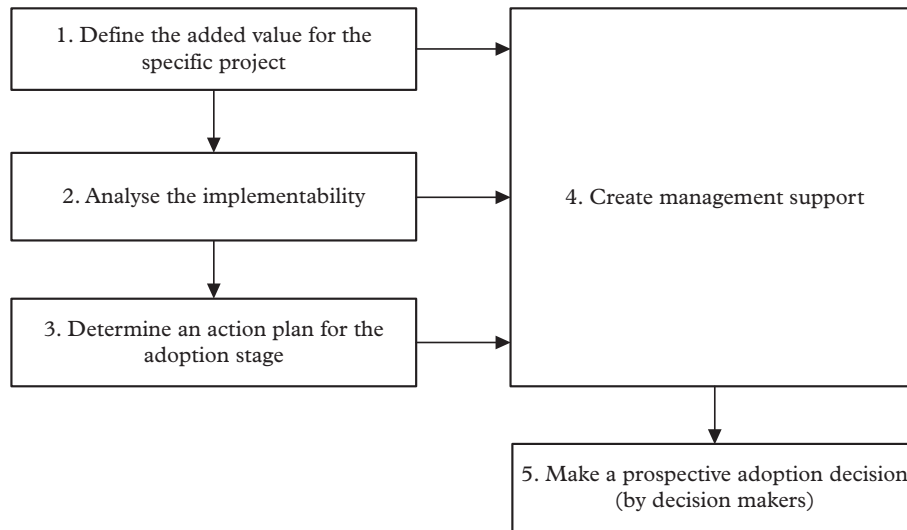 1. Define the added value for the
specific project
2. Analyse the implementability
3. Determine an action plan for the
adoption stage
4. Create management support
5. Make a prospective adoption decision
(by decision makers)